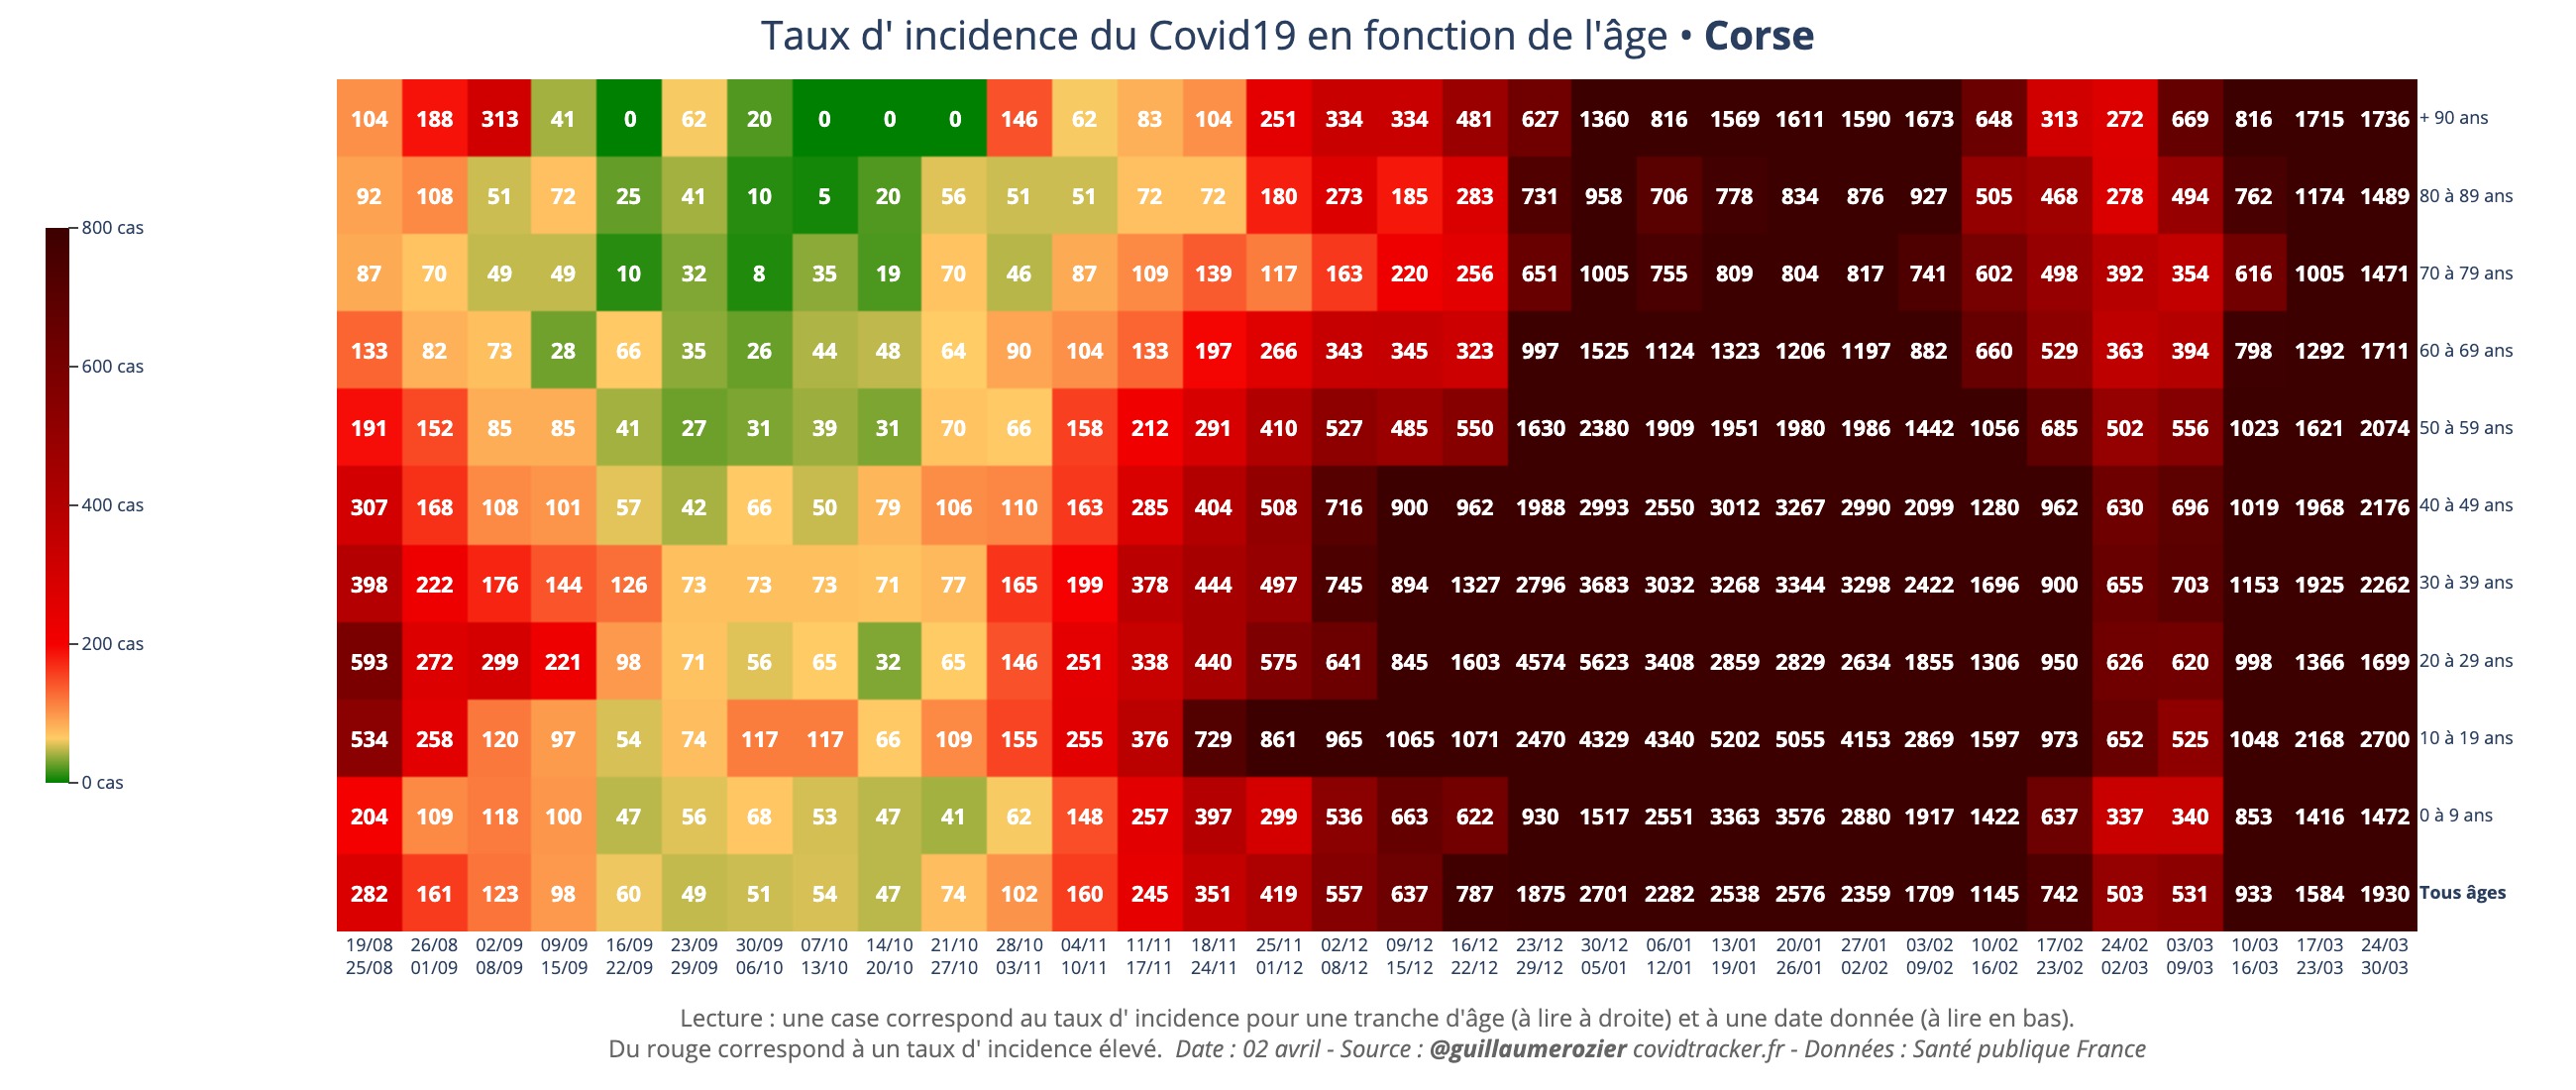 Taux d' incidence du Covid19 en fonction de l'âge • Corse
104 188 313 41 0 62 20 0 0 0 146 62 83 104 251 334 334 481 627 1360 816 1569 1611 1590 1673 648 313 272 669 816 1715 1736 + 90 ans
92 108 51 72 25 41 10 5 20 56 51 51 72 72 180 273 185 283 731 958 706 778 834 876 927 505 468 278 494 762 1174 1489 80 à 89 ans
87 70 49 49 10 32 8 35 19 70 46 87 109 139 117 163 220 256 651 1005 755 809 804 817 741 602 498 392 354 616 1005 1471 70 à 79 ans
133 82 73 28 66 35 26 44 48 64 90 104 133 197 266 343 345 323 997 1525 1124 1323 1206 1197 882 660 529 363 394 798 1292 1711 60 à 69 ans
191 152 85 85 41 27 31 39 31 70 66 158 212 291 410 527 485 550 1630 2380 1909 1951 1980 1986 1442 1056 685 502 556 1023 1621 2074 50 à 59 ans
307 168 108 101 57 42 66 50 79 106 110 163 285 404 508 716 900 962 1988 2993 2550 3012 3267 2990 2099 1280 962 630 696 1019 1968 2176 40 à 49 ans
398 222 176 144 126 73 73 73 71 77 165 199 378 444 497 745 894 1327 2796 3683 3032 3268 3344 3298 2422 1696 900 655 703 1153 1925 2262 30 à 39 ans
593 272 299 221 98 71 56 65 32 65 146 251 338 440 575 641 845 1603 4574 5623 3408 2859 2829 2634 1855 1306 950 626 620 998 1366 1699 20 à 29 ans
534 258 120 97 54 74 117 117 66 109 155 255 376 729 861 965 1065 1071 2470 4329 4340 5202 5055 4153 2869 1597 973 652 525 1048 2168 2700 10 à 19 ans
204 109 118 100 47 56 68 53 47 41 62 148 257 397 299 536 663 622 930 1517 2551 3363 3576 2880 1917 1422 637 337 340 853 1416 1472 0 à 9 ans
282 161 123 98 60 49 51 54 47 74 102 160 245 351 419 557 637 787 1875 2701 2282 2538 2576 2359 1709 1145 742 503 531 933 1584 1930 Tous âges
19/08 26/08 02/09 09/09 16/09 23/09 30/09 07/10 14/10 21/10 28/10 04/11 11/11 18/11 25/11 02/12 09/12 16/12 23/12 30/12 06/01 13/01 20/01 27/01 03/02 10/02 17/02 24/02 03/03 10/03 17/03 24/03
25/08 01/09 08/09 15/09 22/09 29/09 06/10 13/10 20/10 27/10 03/11 10/11 17/11 24/11 01/12 08/12 15/12 22/12 29/12 05/01 12/01 19/01 26/01 02/02 09/02 16/02 23/02 02/03 09/03 16/03 23/03 30/03
800 cas
600 cas
400 cas
200 cas
0 cas
Lecture : une case correspond au taux d' incidence pour une tranche d'âge (à lire à droite) et à une date donnée (à lire en bas).
Du rouge correspond à un taux d' incidence élevé. Date : 02 avril - Source : @guillaumerozier covidtracker.fr - Données : Santé publique France